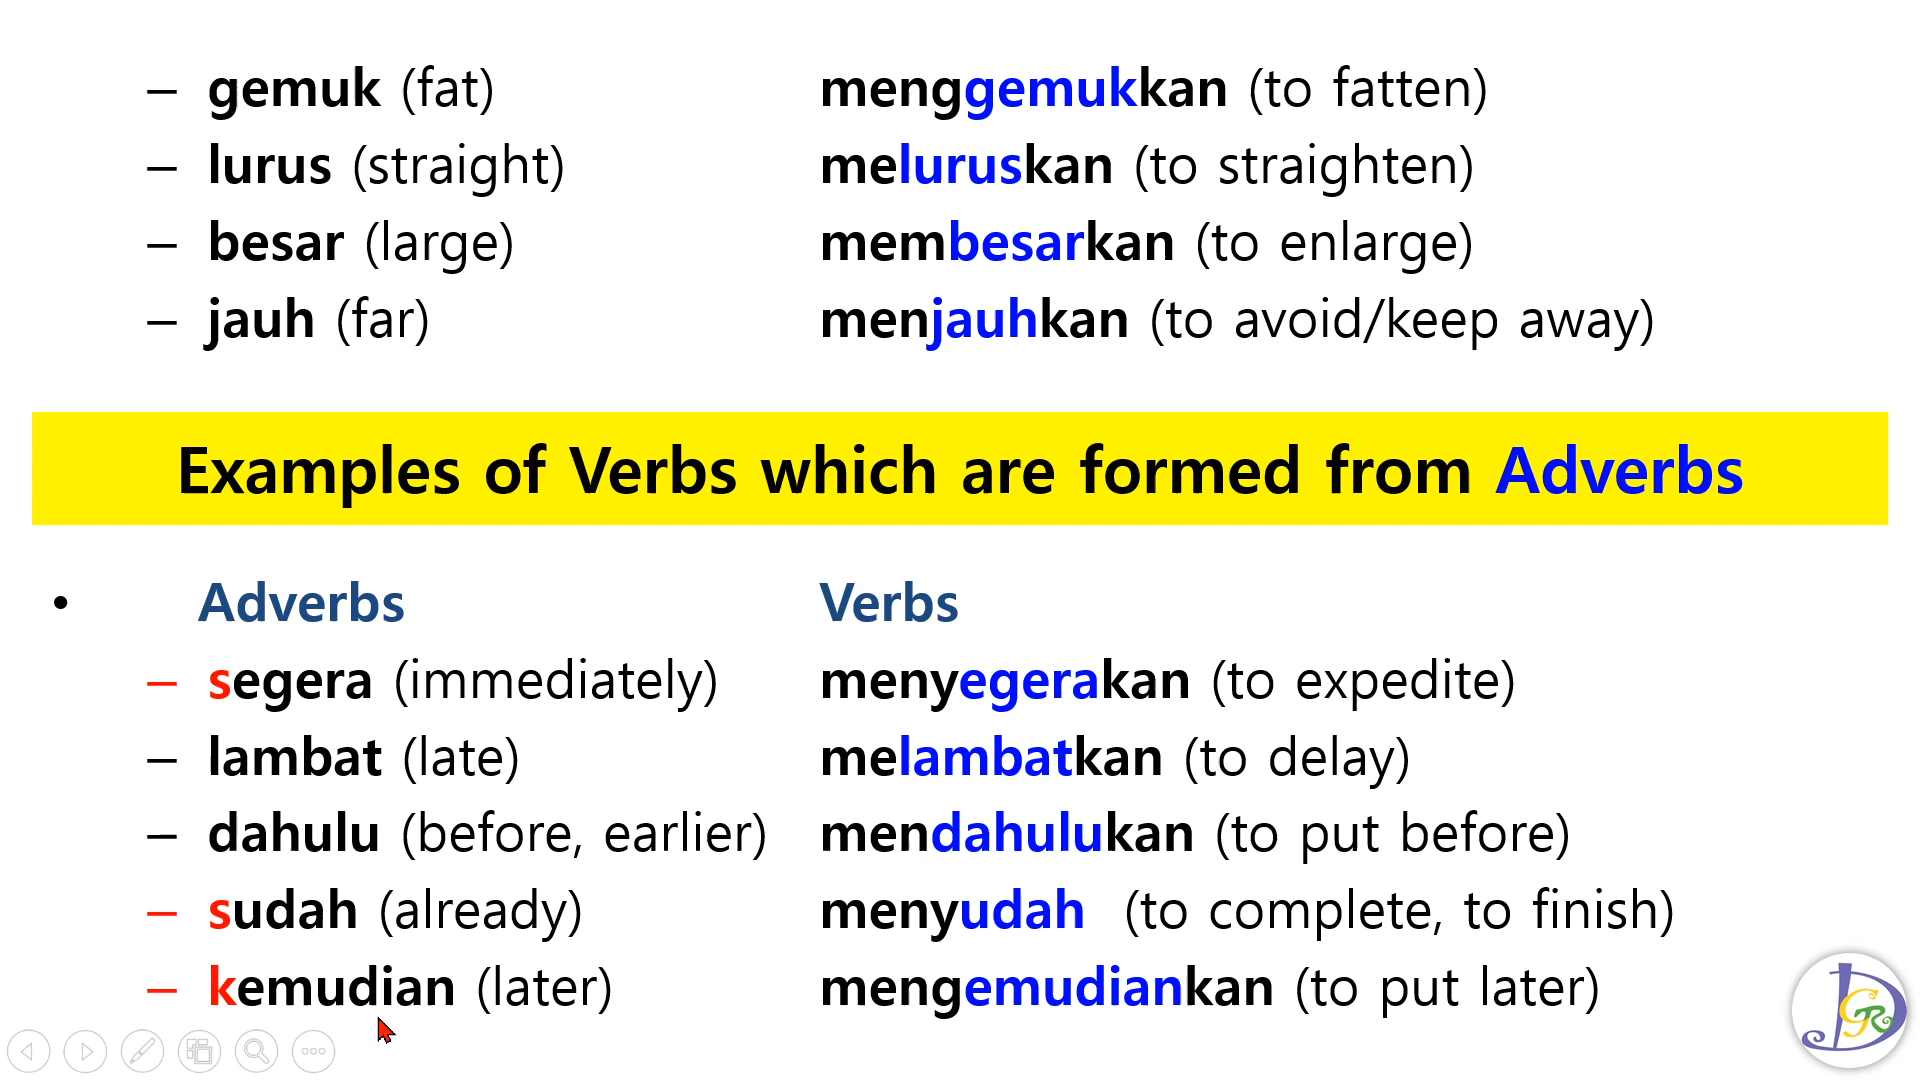 – gemuk (fat) menggemukkan (to fatten)
– lurus (straight) meluruskan (to straighten)
– besar (large) membesarkan (to enlarge)
– jauh (far) menjauhkan (to avoid/keep away)
Examples of Verbs which are formed from Adverbs
• Adverbs Verbs
– segera (immediately) menyegerakan (to expedite)
– lambat (late) melambatkan (to delay)
– dahulu (before, earlier) mendahulukan (to put before)
– sudah (already) menyudah (to complete, to finish)
– kemudian (later) mengemudiankan (to put later)